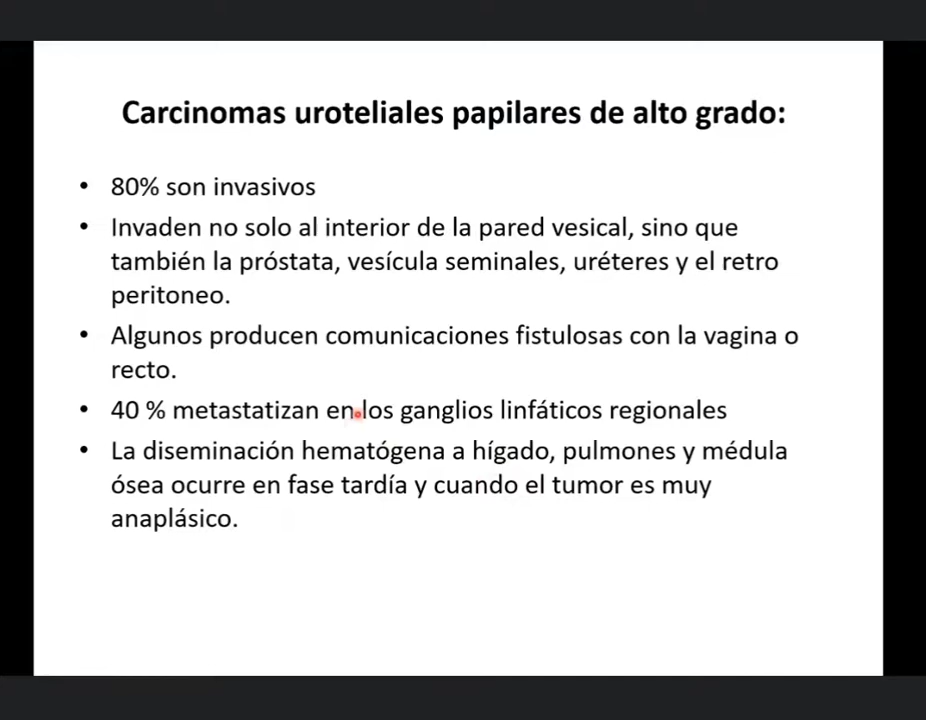 Carcinomas uroteliales papilares de alto grado:
• 80% son invasivos
• Invaden no solo al interior de la pared vesical, sino que
también la próstata, vesícula seminales, uréteres y el retro
peritoneo.
• Algunos producen comunicaciones fistulosas con la vagina o
recto.
• 40 % metastatizan en los ganglios linfáticos regionales
• La diseminación hematógena a hígado, pulmones y médula
ósea ocurre en fase tardía y cuando el tumor es muy
anaplásico.